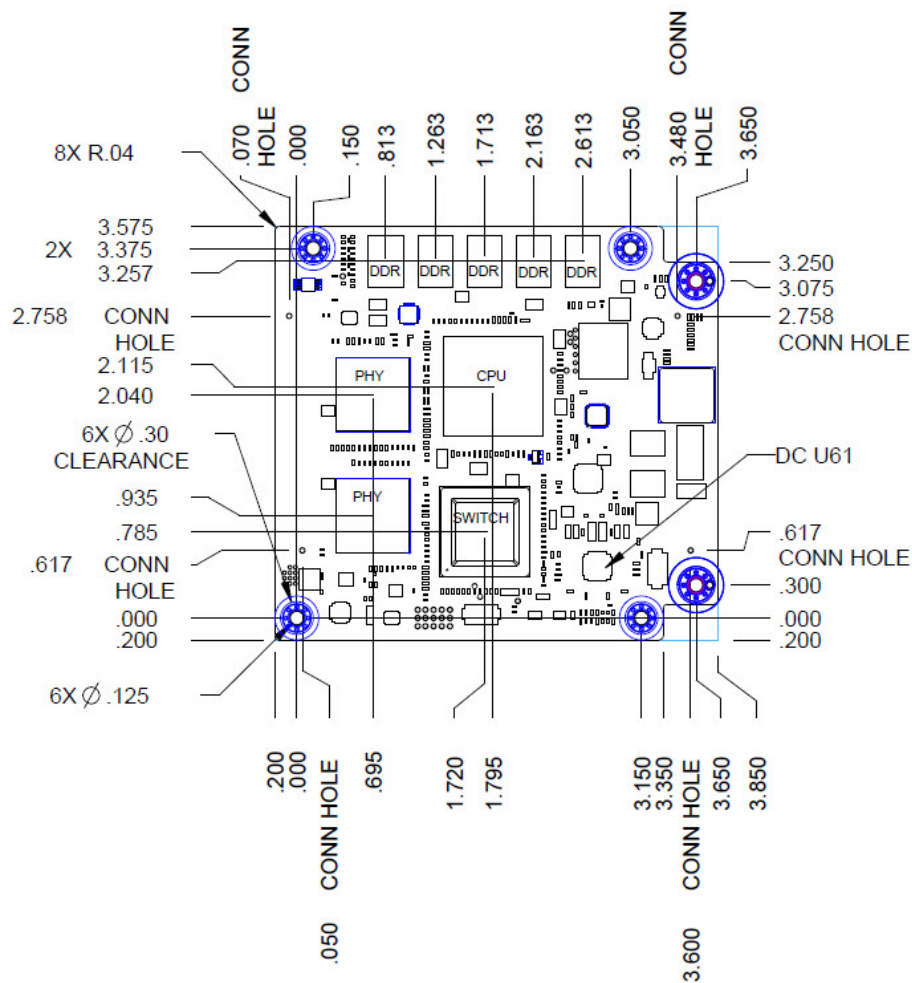 CONN
CONN
.070
HOLE
.000
.150
.813
1.263
1.713
2.163
2.613
3.050
3.480
HOLE
3.650
8X R.04
3.575
2X 3.375
3.257
2.758 CONN
HOLE
2.115
2.040
6X Ø .30
CLEARANCE
.935
.785
.617 CONN
HOLE
.000
.200
6X Ø .125
DDR
DDR
DDR
DDR
DDR
PHY
CPU
PHY
SWITCH
3.250
3.075
2.758
CONN HOLE
DC U61
.617
CONN HOLE
.300
.000
.200
.200
.000
CONN HOLE
.050
.695
1.720
1.795
3.150
3.350
CONN HOLE
3.600
3.650
3.850